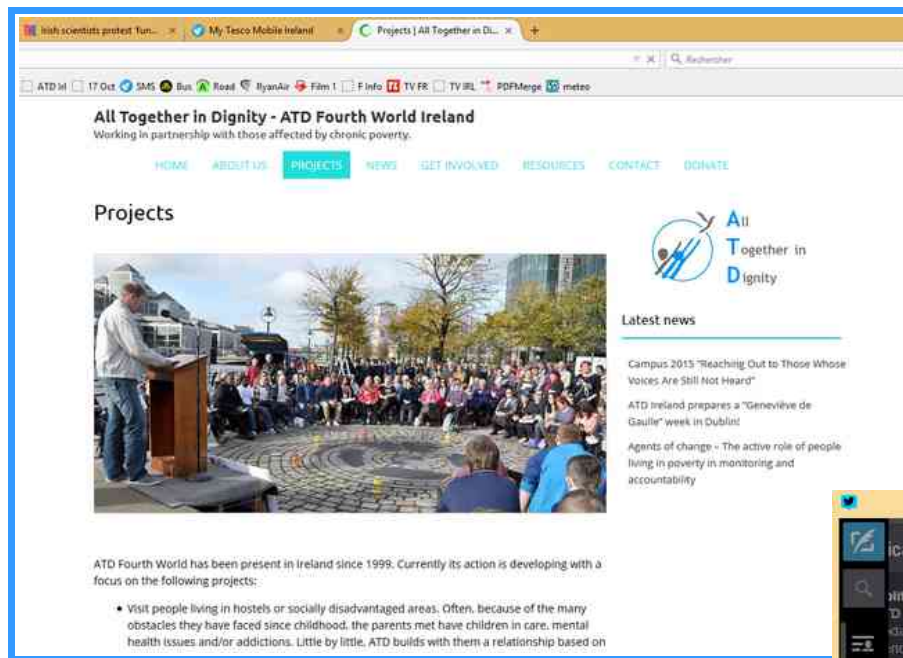 Irish scientists protest 'fun...
My Tesco Mobile Ireland
Projects | All Together in Di...
Rechercher
ATD Irl 17 Oct SMS Bus Road RyanAir Film 1 F Info TV FR TV IRL PDFMerge meteo
All Together in Dignity - ATD Fourth World Ireland
Working in partnership with those affected by chronic poverty.
HOME ABOUT US PROJECTS NEWS GET INVOLVED RESOURCES CONTACT DONATE
Projects
All
Together in
Dignity
Latest news
Campus 2015 "Reaching Out to Those Whose
Voices Are Still Not Heard"
ATD Ireland prepares a "Geneviève de
Gaulle" week in Dublin!
Agents of change – The active role of people
living in poverty in monitoring and
accountability
ATD Fourth World has been present in Ireland since 1999. Currently its action is developing with a
focus on the following projects:
• Visit people living in hostels or socially disadvantaged areas. Often, because of the many
obstacles they have faced since childhood, the parents met have children in care, mental
health issues and/or addictions. Little by little, ATD builds with them a relationship based on